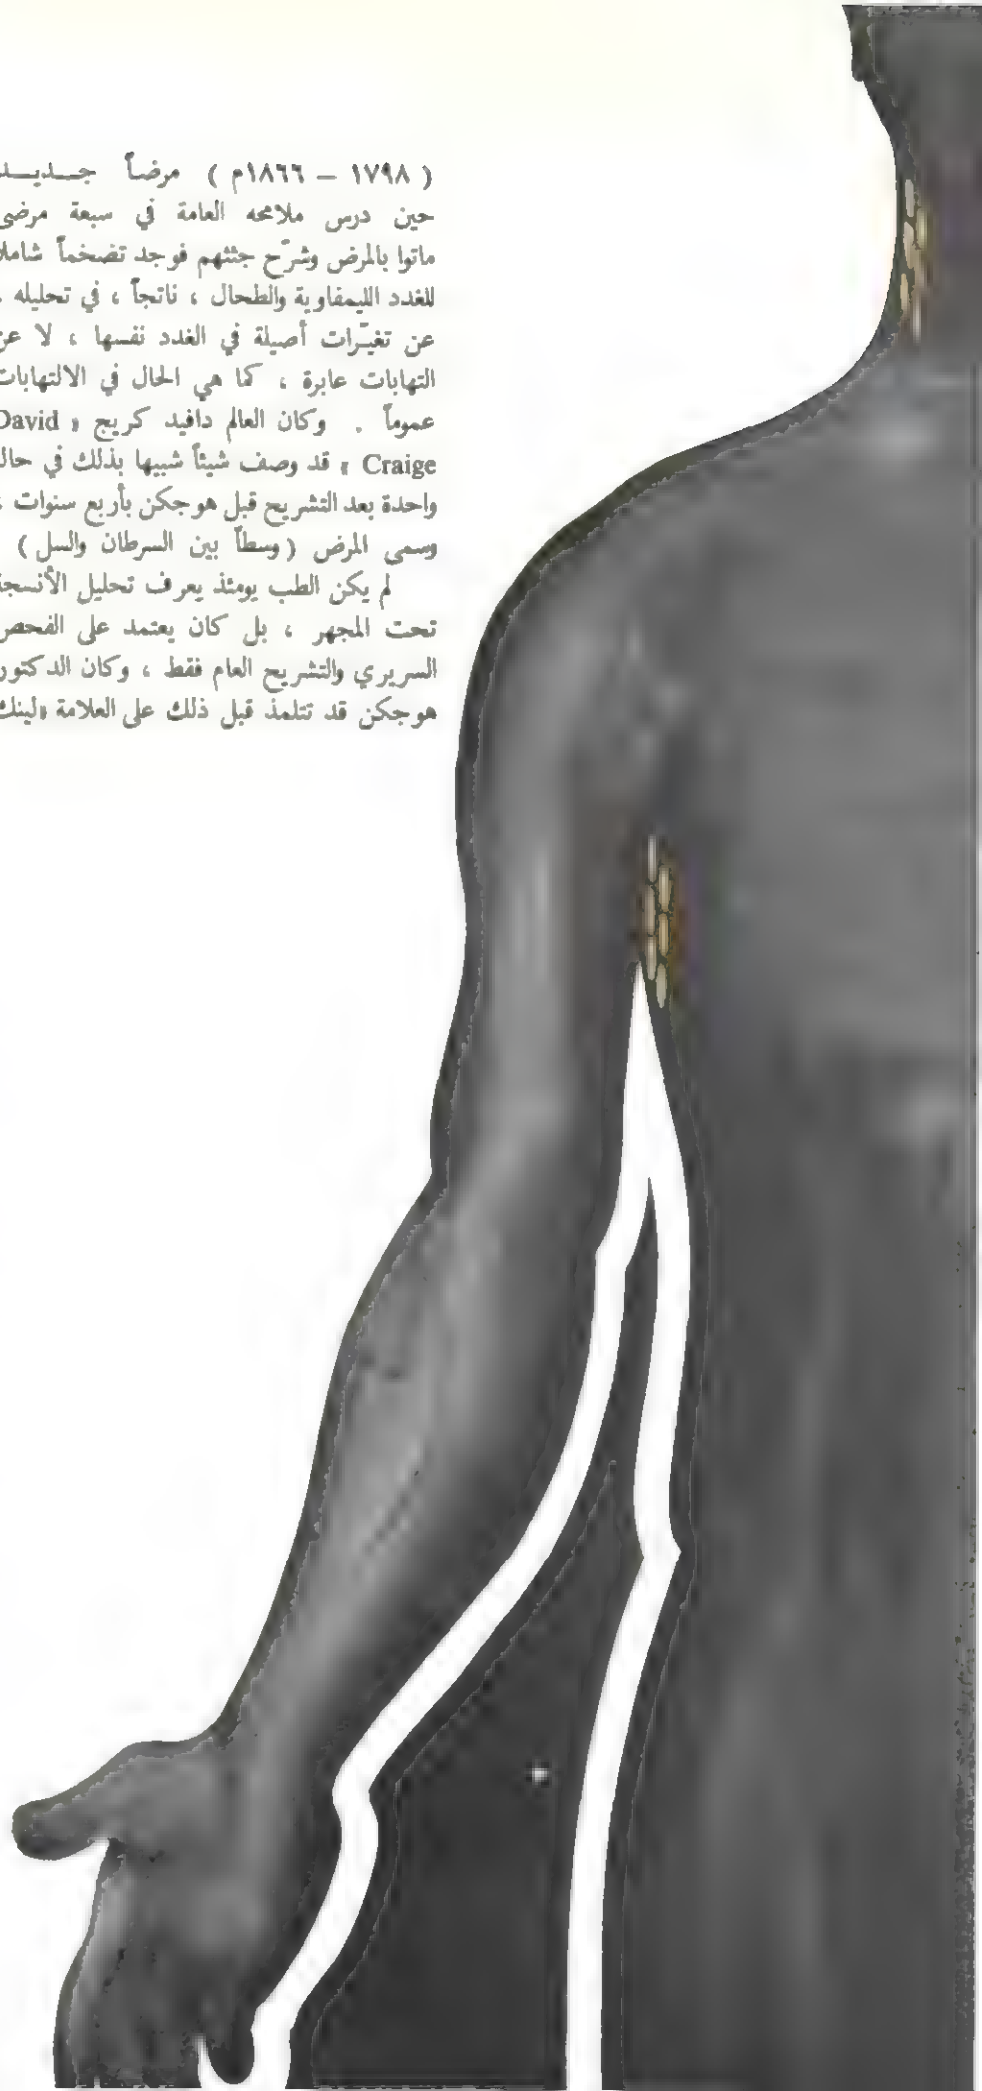 ( ١٧٩٨ – ١٨٦٦م ) مرضاً جـديـد
حين درس ملامحه العامة في سبعة مرضى
ماتوا بالمرض وشرّح جثثهم فوجد تضخماً شاملا
للغدد الليمفاوية والطحال ، ناتجاً ، في تحليله ،
عن تغيّرات أصيلة في الغدد نفسها ، لا عن
التهابات عابرة ، كما هي الحال في الالتهابات
عموماً . وكان العالم دافيد كريج « David
Craige » قد وصف شيئاً شبيها بذلك في حال
واحدة بعد التشريح قبل هوجكن بأربع سنوات ،
وسمى المرض ( وسطاً بين السرطان والسل )
لم يكن الطب يومئذ يعرف تحليل الأنسجة
تحت المجهر ، بل كان يعتمد على الفحص
السريري والتشريح العام فقط ، وكان الدكتور
هوجكن قد تتلمذ قبل ذلك على العلامة «لينك